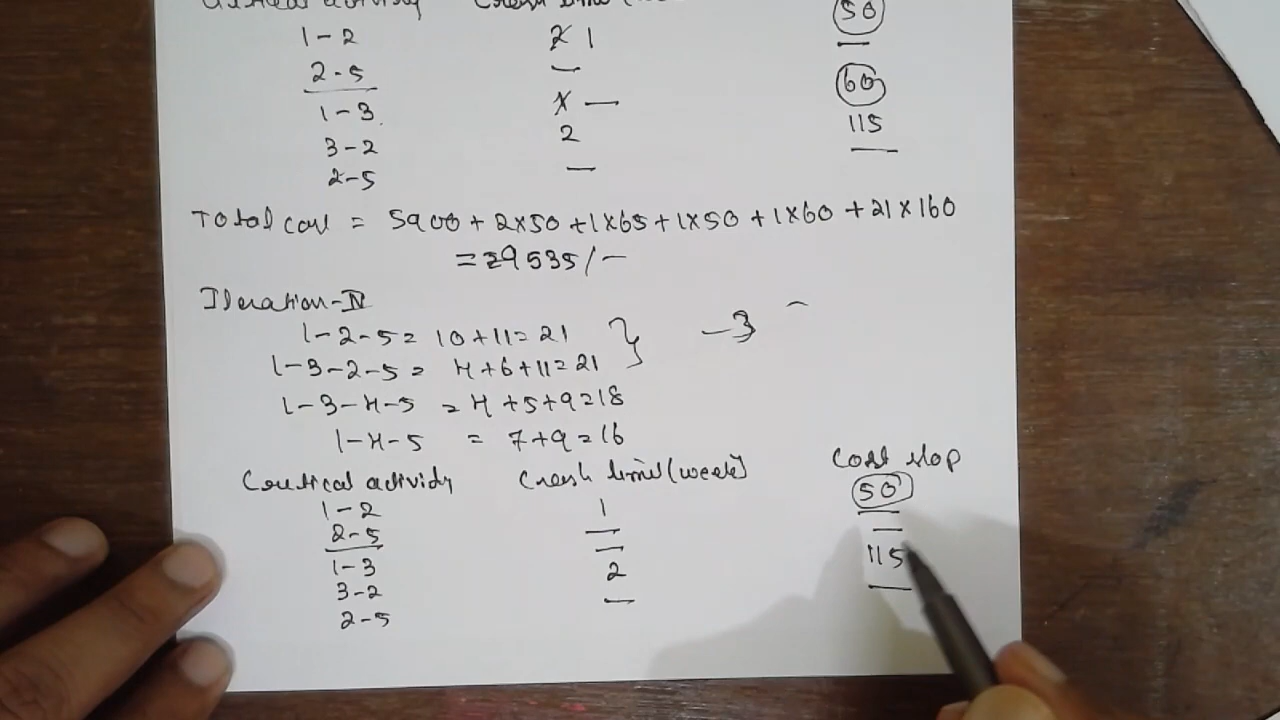 50
1-2 2 1
2-5 — —
1-3 X — 60
3-2 2 115
2-5 — —
Total cost = 5900 + 2×50 + 1×65 + 1×50 + 1×60 + 21×160
= 29535/-
Iteration-IV
1-2-5 = 10+11=21 } -3
1-3-2-5 = 4+6+11=21
1-3-4-5 = 4+5+9=18
1-4-5 = 7+9=16
Critical activity Crash time (week) Cost slop
1-2 1 50
2-5 — —
1-3 — —
3-2 2 115
2-5 — —